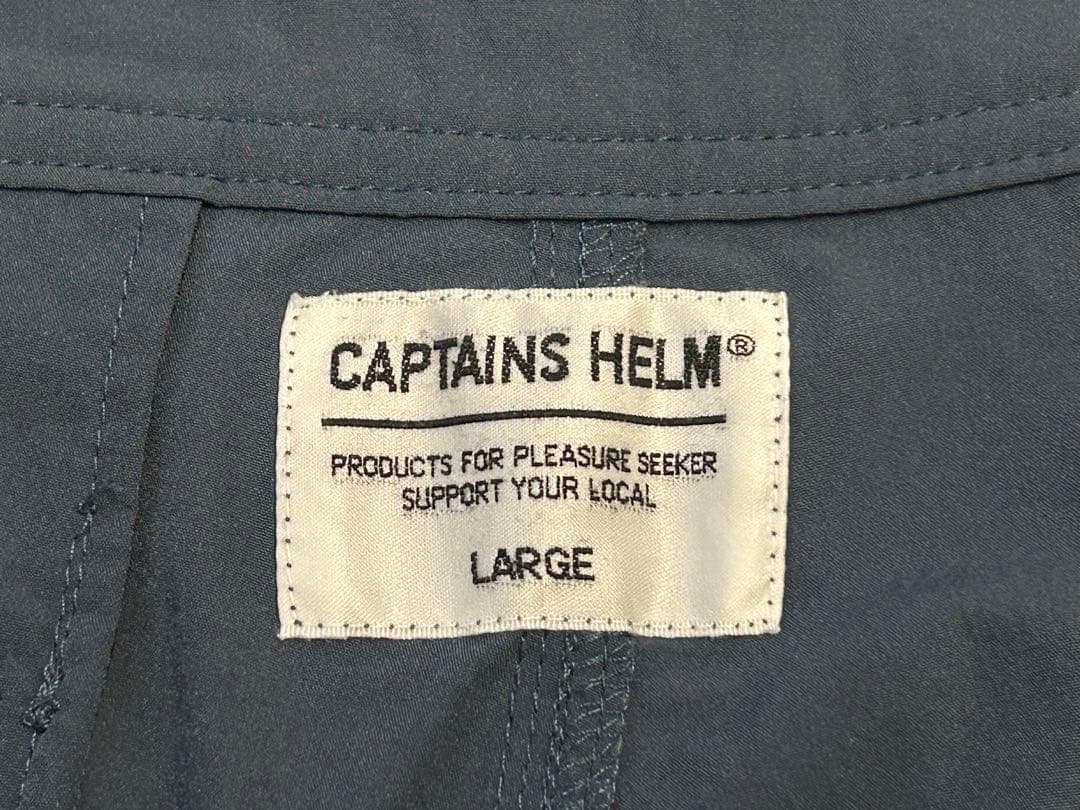 CAPTAINS HELM®
PRODUCTS FOR PLEASURE SEEKER
SUPPORT YOUR LOCAL
LARGE